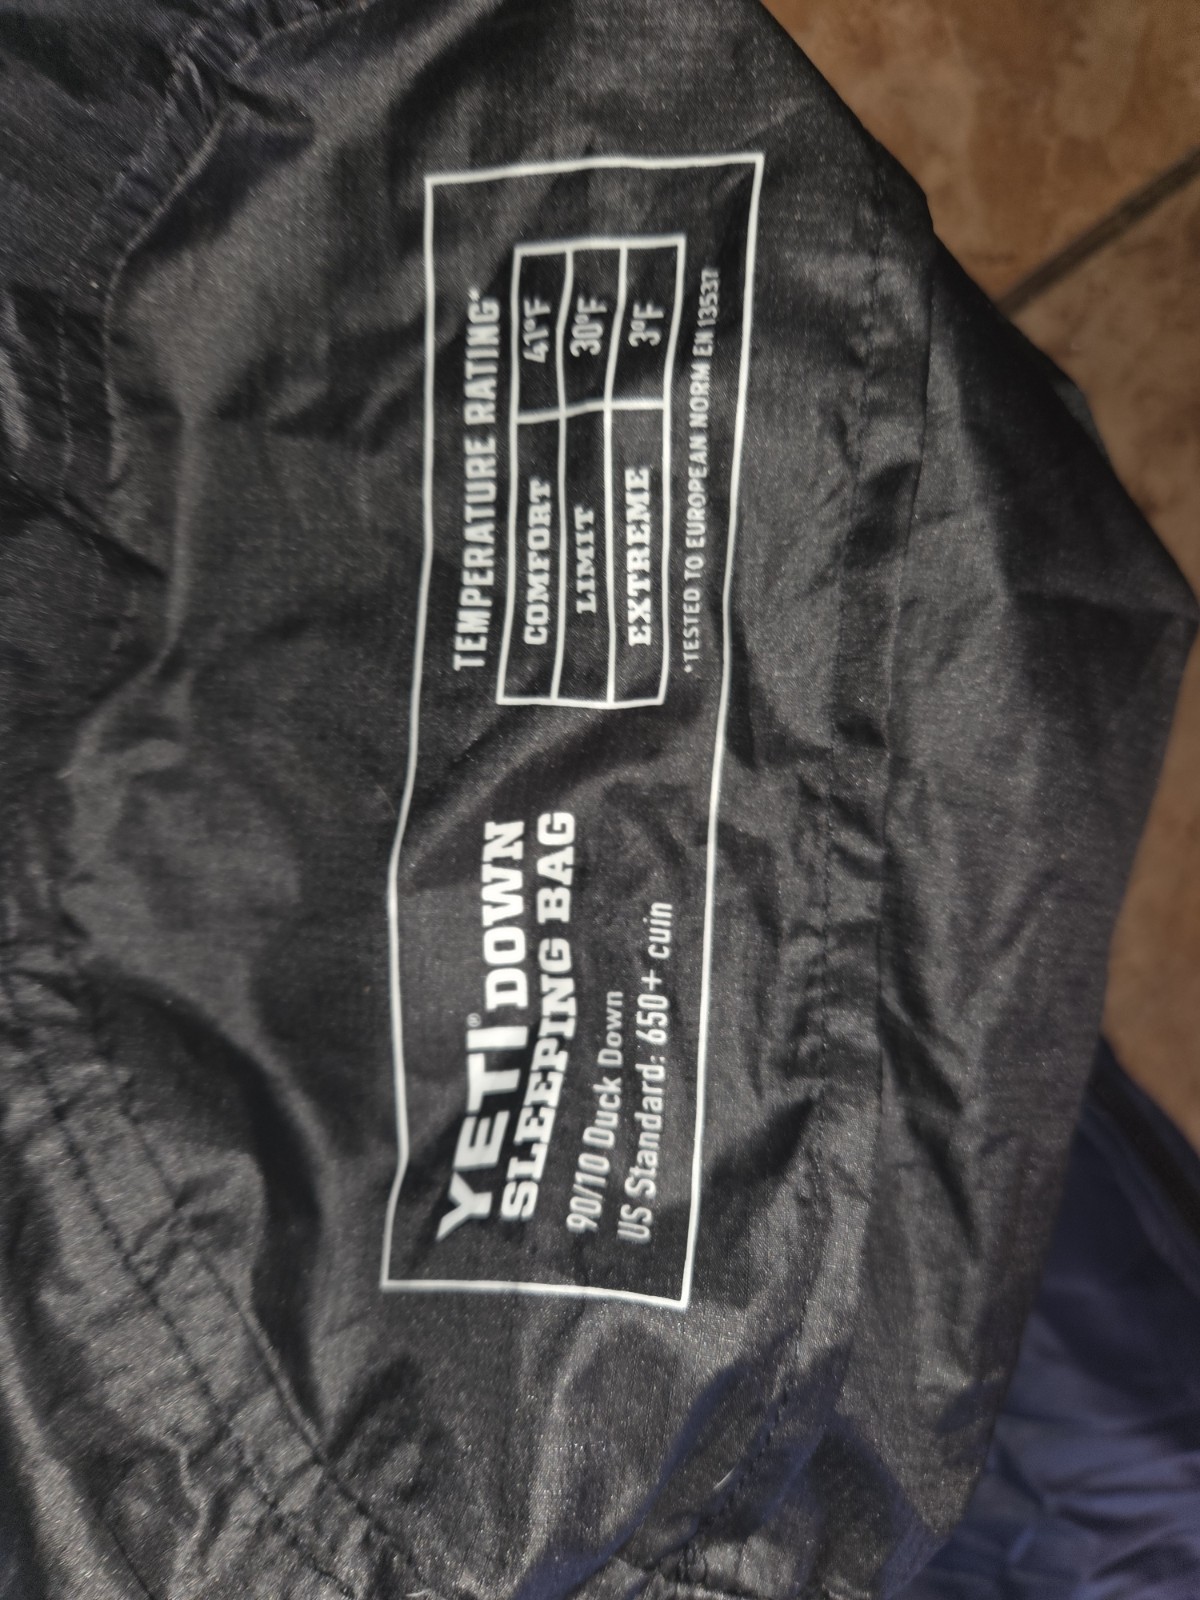 YETI® DOWN
SLEEPING BAG
90/10 Duck Down
US Standard: 650+ cuin
TEMPERATURE RATING*
COMFORT 41°F
LIMIT 30°F
EXTREME 3°F
*TESTED TO EUROPEAN NORM EN 13537